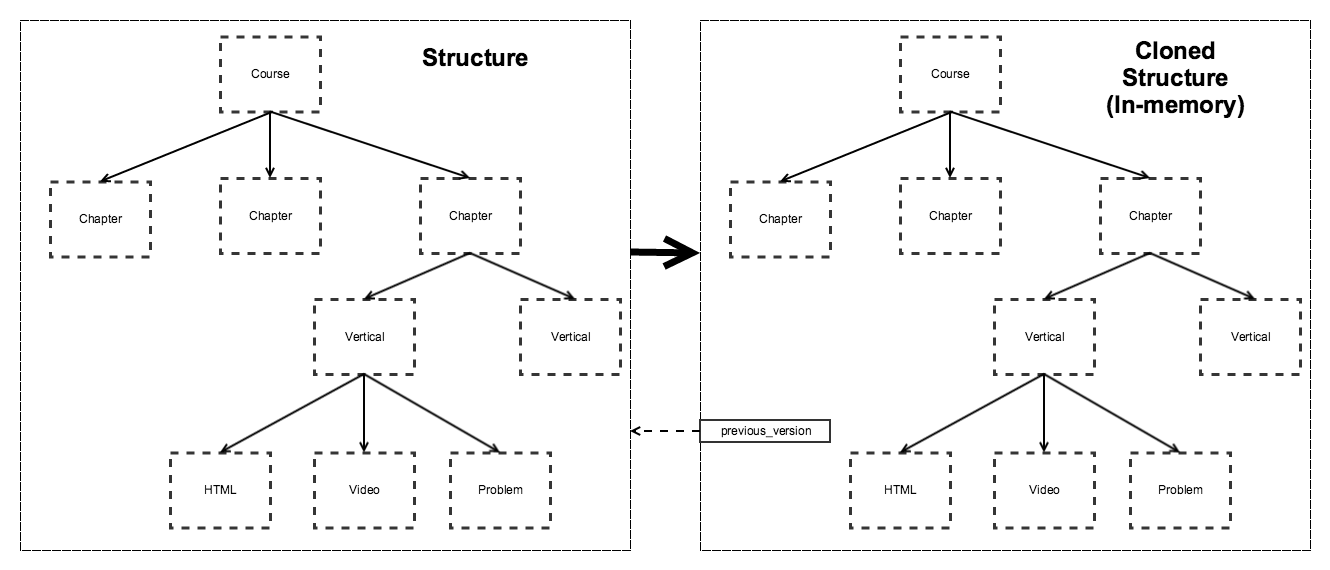 Structure
Course
Chapter
Chapter
Chapter
Vertical
Vertical
HTML
Video
Problem
Cloned
Structure
(In-memory)
Course
Chapter
Chapter
Chapter
Vertical
Vertical
previous_version
HTML
Video
Problem